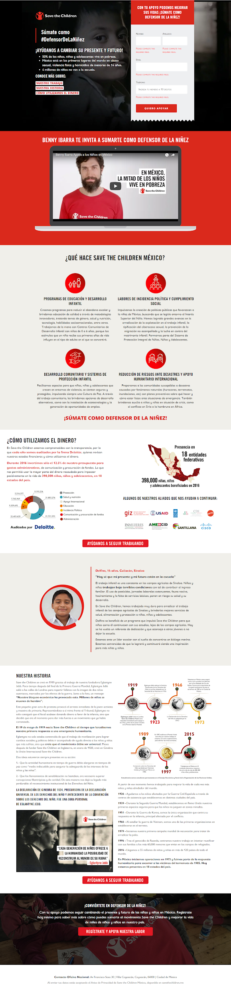 Save the Children
Súmate como
#DefensorDeLaNiñez
¡AYÚDANOS A CAMBIAR SU PRESENTE Y FUTURO!
50% de los niños, niñas y adolescentes vive en pobreza.
México está en los primeros lugares del mundo en abuso
sexual, violencia física y homicidios de menores de 14 años.
4 millones de niños no van a la escuela.
CONOCE MÁS SOBRE:
NUESTRO TRABAJO
NUESTRA HISTORIA
CÓMO UTILIZAMOS EL DINERO
CON TU APOYO PODEMOS MEJORAR
SUS VIDAS ¡SÚMATE COMO
DEFENSOR DE LA NIÑEZ!
Nombre
Apellidos
Please complete this
required field.
Please complete this
required field.
Email
Please complete this required field.
Teléfono
Ingresa tu número a 10 dígitos
Please complete this required field.
QUIERO APOYAR
BENNY IBARRA TE INVITA A SUMARTE COMO DEFENSOR DE LA NIÑEZ
Benny Ibarra Apoya a los Niños en México
EN MÉXICO,
LA MITAD DE LOS NIÑOS
VIVE EN POBREZA
Save the Children
Save the Children
¿QUÉ HACE SAVE THE CHILDREN MÉXICO?
PROGRAMAS DE EDUCACIÓN Y DESARROLLO
INFANTIL
Creamos programas para reducir el abandono escolar y
brindamos educación de calidad a través de metodologías
innovadoras, tratando temas de género, salud y nutrición,
tecnología, habilidades socioemocionales, entre otros.
Trabajamos de la mano con Centros Comunitarios de
Desarrollo Infantil con niños de 0 a 6 años, porque los
estímulos que un niño recibe sus primeros años de vida
influyen en el tipo de adulto en el que se convertirá.
LABORES DE INCIDENCIA POLÍTICA Y CUMPLIMIENTO
SOCIAL
Impulsamos la creación de políticas públicas que favorezcan a
la niñez de México, buscando que se legisle entorno al Interés
Superior del Niño. Hemos logrado grandes avances en la
erradicación de la explotación en el trabajo infantil, la
tipificación del ciberacoso sexual, la prevención de la
migración no acompañada y la lucha en contra del
matrimonio infantil. Formamos parte del Sistema de
Protección Integral de Niños, Niñas y Adolescentes.
DESARROLLO COMUNITARIO Y SISTEMAS DE
PROTECCIÓN INFANTIL
Facilitamos espacios para que niños, niñas y adolescentes que
crecen en entornos de violencia, se sientan seguros y
protegidos, impulsando siempre una Cultura de Paz. A través
del trabajo comunitario, les brindamos opciones de desarrollo
alternativas, como son la instalación de ecotecnologías y la
generación de oportunidades de empleo.
REDUCCIÓN DE RIESGOS ANTE DESASTRES Y APOYO
HUMANITARIO INTERNACIONAL
Preparamos a las comunidades susceptibles a desastres
causados por fenómenos naturales (huracanes, terremotos,
inundaciones, etc) con planes preventivos sobre qué hacer y
cómo estar listos ante situaciones de emergencia. También
brindamos auxilio a niños y niñas en situación de crisis, como
el conflicto en Siria o la hambruna en África.
¡SÚMATE COMO DEFENSOR DE LA NIÑEZ!
¿CÓMO UTILIZAMOS EL DINERO?
En Save the Children estamos comprometidos con la transparencia, por lo
que cada año somos auditados por la firma Deloitte, quienes revisan
nuestros estados financieros y cómo utilizamos el dinero.
Durante 2016 invertimos sólo el 12.5% de nuestro presupuesto para
gastos administrativos, de comunicación y procuración de fondos. Lo que
nos permitió usar la mayor parte del dinero recaudado para impactar
positivamente en la vida de 398,000 niñas, niños y adolescentes, en 18
estados del país.
9,193,236
5,516,377
7,745,949
9,309,692
22,403,620
31,803,276
31,751,593
Protección
Salud y nutrición
Apoyo Internacional
Educación
Incidencia Política
Comunicación y procuración de fondos
Administración
Auditados por Deloitte.
Presencia en
18 entidades
federativas
398,000 niñas, niños
y adolescentes beneficiados en 2016
ALGUNOS DE NUESTROS ALIADOS QUE NOS AYUDAN A CONTINUAR:
giz
USAID
CDI
MATTEL
INMUJERES
AMEXCID
SANTILLANA
CISCO
AYÚDANOS A SEGUIR TRABAJANDO
Delfino, 14 años. Culiacán, Sinaloa
"Hoy sé que mi presente y mi futuro están en la escuela"
El trabajo infantil es una constante en los campos agrícolas de Sinaloa. Niños y
niñas trabajan bajo terribles condiciones con tal de contribuir al ingreso
familiar. El uso de pesticidas, jornadas laborales extenuantes, fauna nociva,
hacinamiento y la falta de servicios básicos, ponen en riesgo su salud y su
desarrollo.
En Save the Children, hemos trabajado muy duro para erradicar el trabajo
infantil de los campos agrícolas de Sinaloa y brindarles mejores servicios de
salud, alimentación y protección a niñas, niños y adolescentes.
Delfino se benefició de un programa que impulsó Save the Children para que
niños como él continuasen con sus estudios, lejos de los campos agrícolas. Hoy
se ha vuelto un referente de dedicación y que aconseja a otros jóvenes a no
dejar la escuela.
Estamos ante un líder escolar con el sueño de convertirse en biólogo marino.
Estamos convencidos de que lo logrará y continuará siendo una inspiración
para más niñas y niños.
NUESTRA HISTORIA
Save the Children se creó en 1919 gracias al trabajo de nuestra fundadora Eglantyne
Jebb. Poco tiempo después del final de la Primera Guerra Mundial, Eglantyne Jebb
salió a las calles de Londres para repartir folletos con la imagen de dos niñas
austriacas, marcadas por los efectos de la guerra. Junto a la foto, un mensaje:
"Nuestro bloqueo económico ha provocado esto. Millones de niños se
mueren de hambre".
Este pequeño gran acto de protesta provocó el arresto inmediato de la joven activista
y maestra de primaria. Representándose a sí misma frente al Tribunal, Eglantyne no
solo consiguió que el fiscal acabase donando dinero a favor de la infancia, sino que
decidió que era el momento para dar más fuerza a un movimiento que ya había
comenzado.
El 19 de mayo de 1919 nacía Save the Children al tiempo que lanzábamos
nuestra primera respuesta a una emergencia humanitaria.
Eglantyne no solo estaba convencida de que el trabajo de movilización para lograr
cambios sociales y políticos debía ir acompañado de ayuda directa a los niños y niñas
que más sufrían, sino que creía que el movimiento debía ser universal. Meses
después de fundar Save the Children en Inglaterra, en enero de 1920, creó en Ginebra
la Unión Internacional Save the Children.
Dos ideas estuvieron siempre presentes en su acción:
1.- Que la actividad humanitaria en tiempo de guerra debía alargarse en tiempos de
paz como "medio indiscutible para asegurar la salvaguarda de los intereses de los
niños y las niñas".
2.- Que los llamamientos de sensibilización no bastaban, era necesario superar
concepciones filantrópicas y de caridad. De esta manera nos dejó su legado más
perdurable: el reconocimiento institucional de los Derechos del Niño.
LA DECLARACIÓN DE GINEBRA DE 1924, PRECURSORA DE LA DECLARACIÓN
UNIVERSAL DE LOS DERECHOS DEL NIÑO Y ANTECEDENTE DE LA CONVENCIÓN
SOBRE LOS DERECHOS DEL NIÑO, FUE UNA OBRA PERSONAL
DE EGLANTYNE JEBB.
Save the Children
"CADA GENERACIÓN DE NIÑOS OFRECE A
LA HUMANIDAD LA POSIBILIDAD DE
RECONSTRUIR AL MUNDO DE SU RUINA"
- Eglentyne Jebb
1919
1946
1923
1973
1989
2015
1997
Actualmente somos consultores permanentes en el Consejo Económico y Social de la Organización de las Naciones Unidas.
A partir de ese momento hemos trabajado para mejorar la vida de cada vez más
niños y niñas alrededor del mundo.
1936 - Ayudamos a los niños afectados por la Guerra Civil Española a través de
centros de asistencia que establecemos en distintas ciudades del país.
1939 - Durante la Segunda Guerra Mundial, establecemos en Reino Unido nuestros
primeros espacios seguros para que los niños no jueguen en zonas minadas.
1951 - Durante la Guerra de Korea, somos la única organización que centra su
respuesta en la infancia, principal afectada por el conflicto.
1966 - Al estallar la guerra de Vietnam, somos una de las primeras organizaciones en
establecerse en el terreno.
1979 - Iniciamos nuestra primera campaña mundial de vacunación para tratar de
erradicar la polio.
1994 - Tras el genocidio de Ruanda, centramos nuestro trabajo en intentar reunificar
con sus familias a los más 60,000 menores que vivían en los campos de refugiados.
2014 - Llegamos a 55 millones de niños y niñas en más de 120 países de todo el
mundo.
En México iniciamos operaciones en 1973 y fuimos parte de la respuesta
humanitaria para socorrer a las víctimas del terremoto de 1985. Hoy
estamos presentes en 18 estados del país.
AYÚDANOS A SEGUIR TRABAJANDO
¡CONVIÉRTETE EN DEFENSOR DE LA NIÑEZ!
Con tu apoyo podemos seguir cambiando el presente y futuro de las niñas y niños en México. Regístrate
hoy mismo para saber más sobre cómo puedes sumarte al movimiento Save the Children y mejorar la vida
de miles de niñas y niños en nuestro país.
REGÍSTRATE Y APOYA NUESTRA LABOR
Contacto Oficina Nacional: Av Francisco Sosa 30 | Villa Coyoacán, Coyoacán, 04000 | Ciudad de México
Al enviar tus datos estás aceptando el Aviso de Privacidad de Save the Children México, disponible en savethechildren.mx